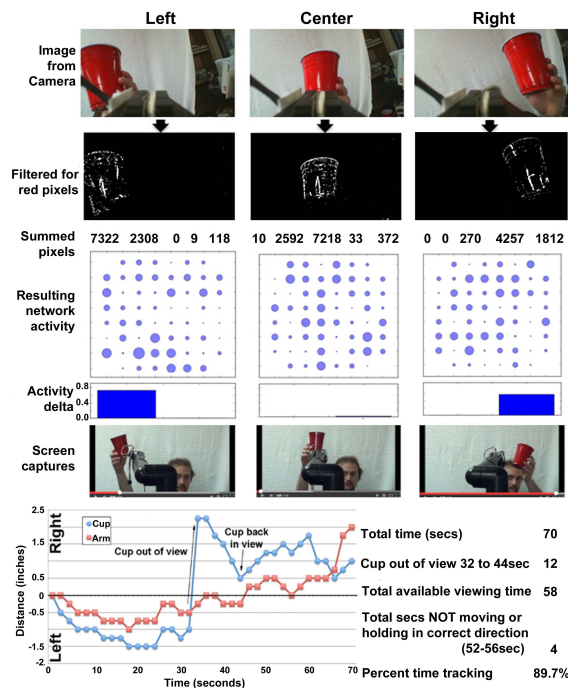 Left Center Right
Image
from
Camera
Filtered for
red pixels
Summed
pixels
7322 2308 0 9 118 10 2592 7218 33 372 0 0 270 4257 1812
Resulting
network
activity
Activity
delta
0.8
0.4
0.0
Screen
captures
2.5
2
1.5
1
0.5
0
-0.5
-1
-1.5
-2
Distance (inches)
Right
Left
Cup
Arm
Cup out of view
Cup back
in view
0 10 20 30 40 50 60 70
Time (seconds)
Total time (secs) 70
Cup out of view 32 to 44sec 12
Total available viewing time 58
Total secs NOT moving or
holding in correct direction
(52-56sec) 4
Percent time tracking 89.7%